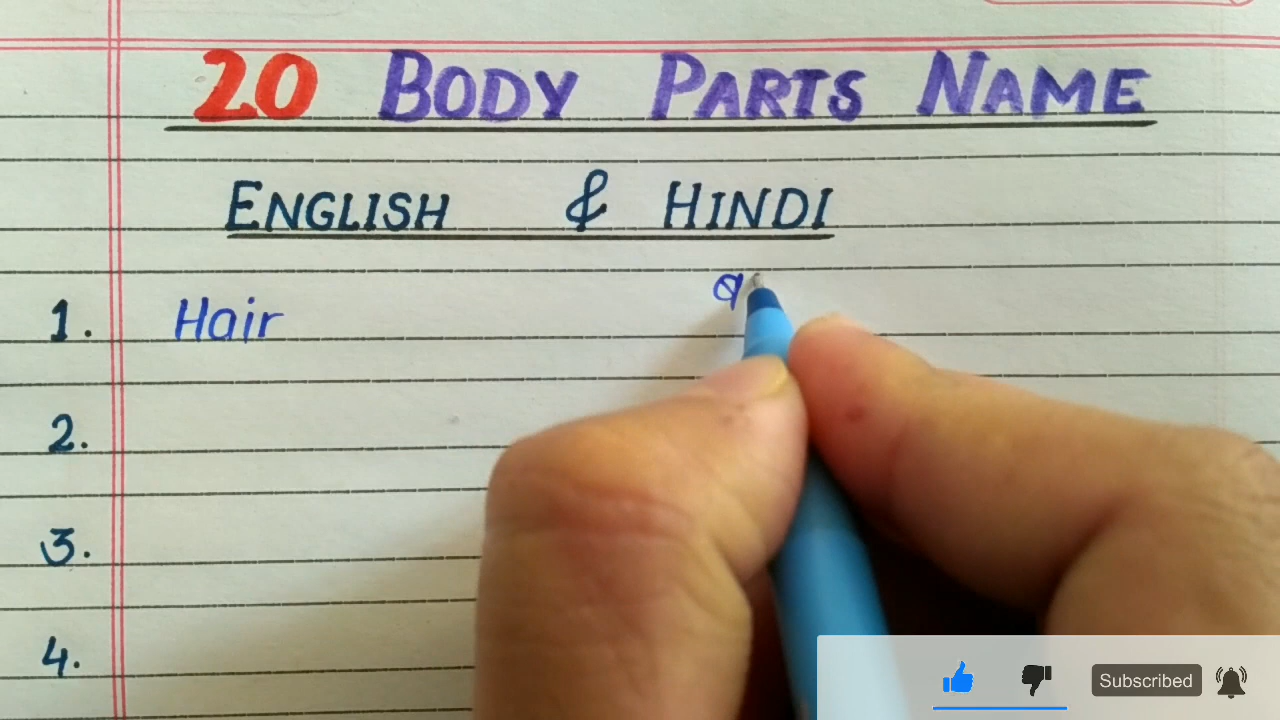 20 BODY PARTS NAME
ENGLISH & HINDI
1. Hair
2.
3.
4.
Subscribed